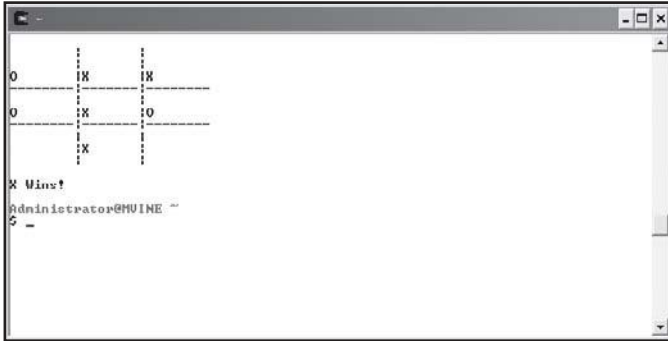 ~
O X X
O X O
X
X Wins!
Administrator@MVINE ~
$ _